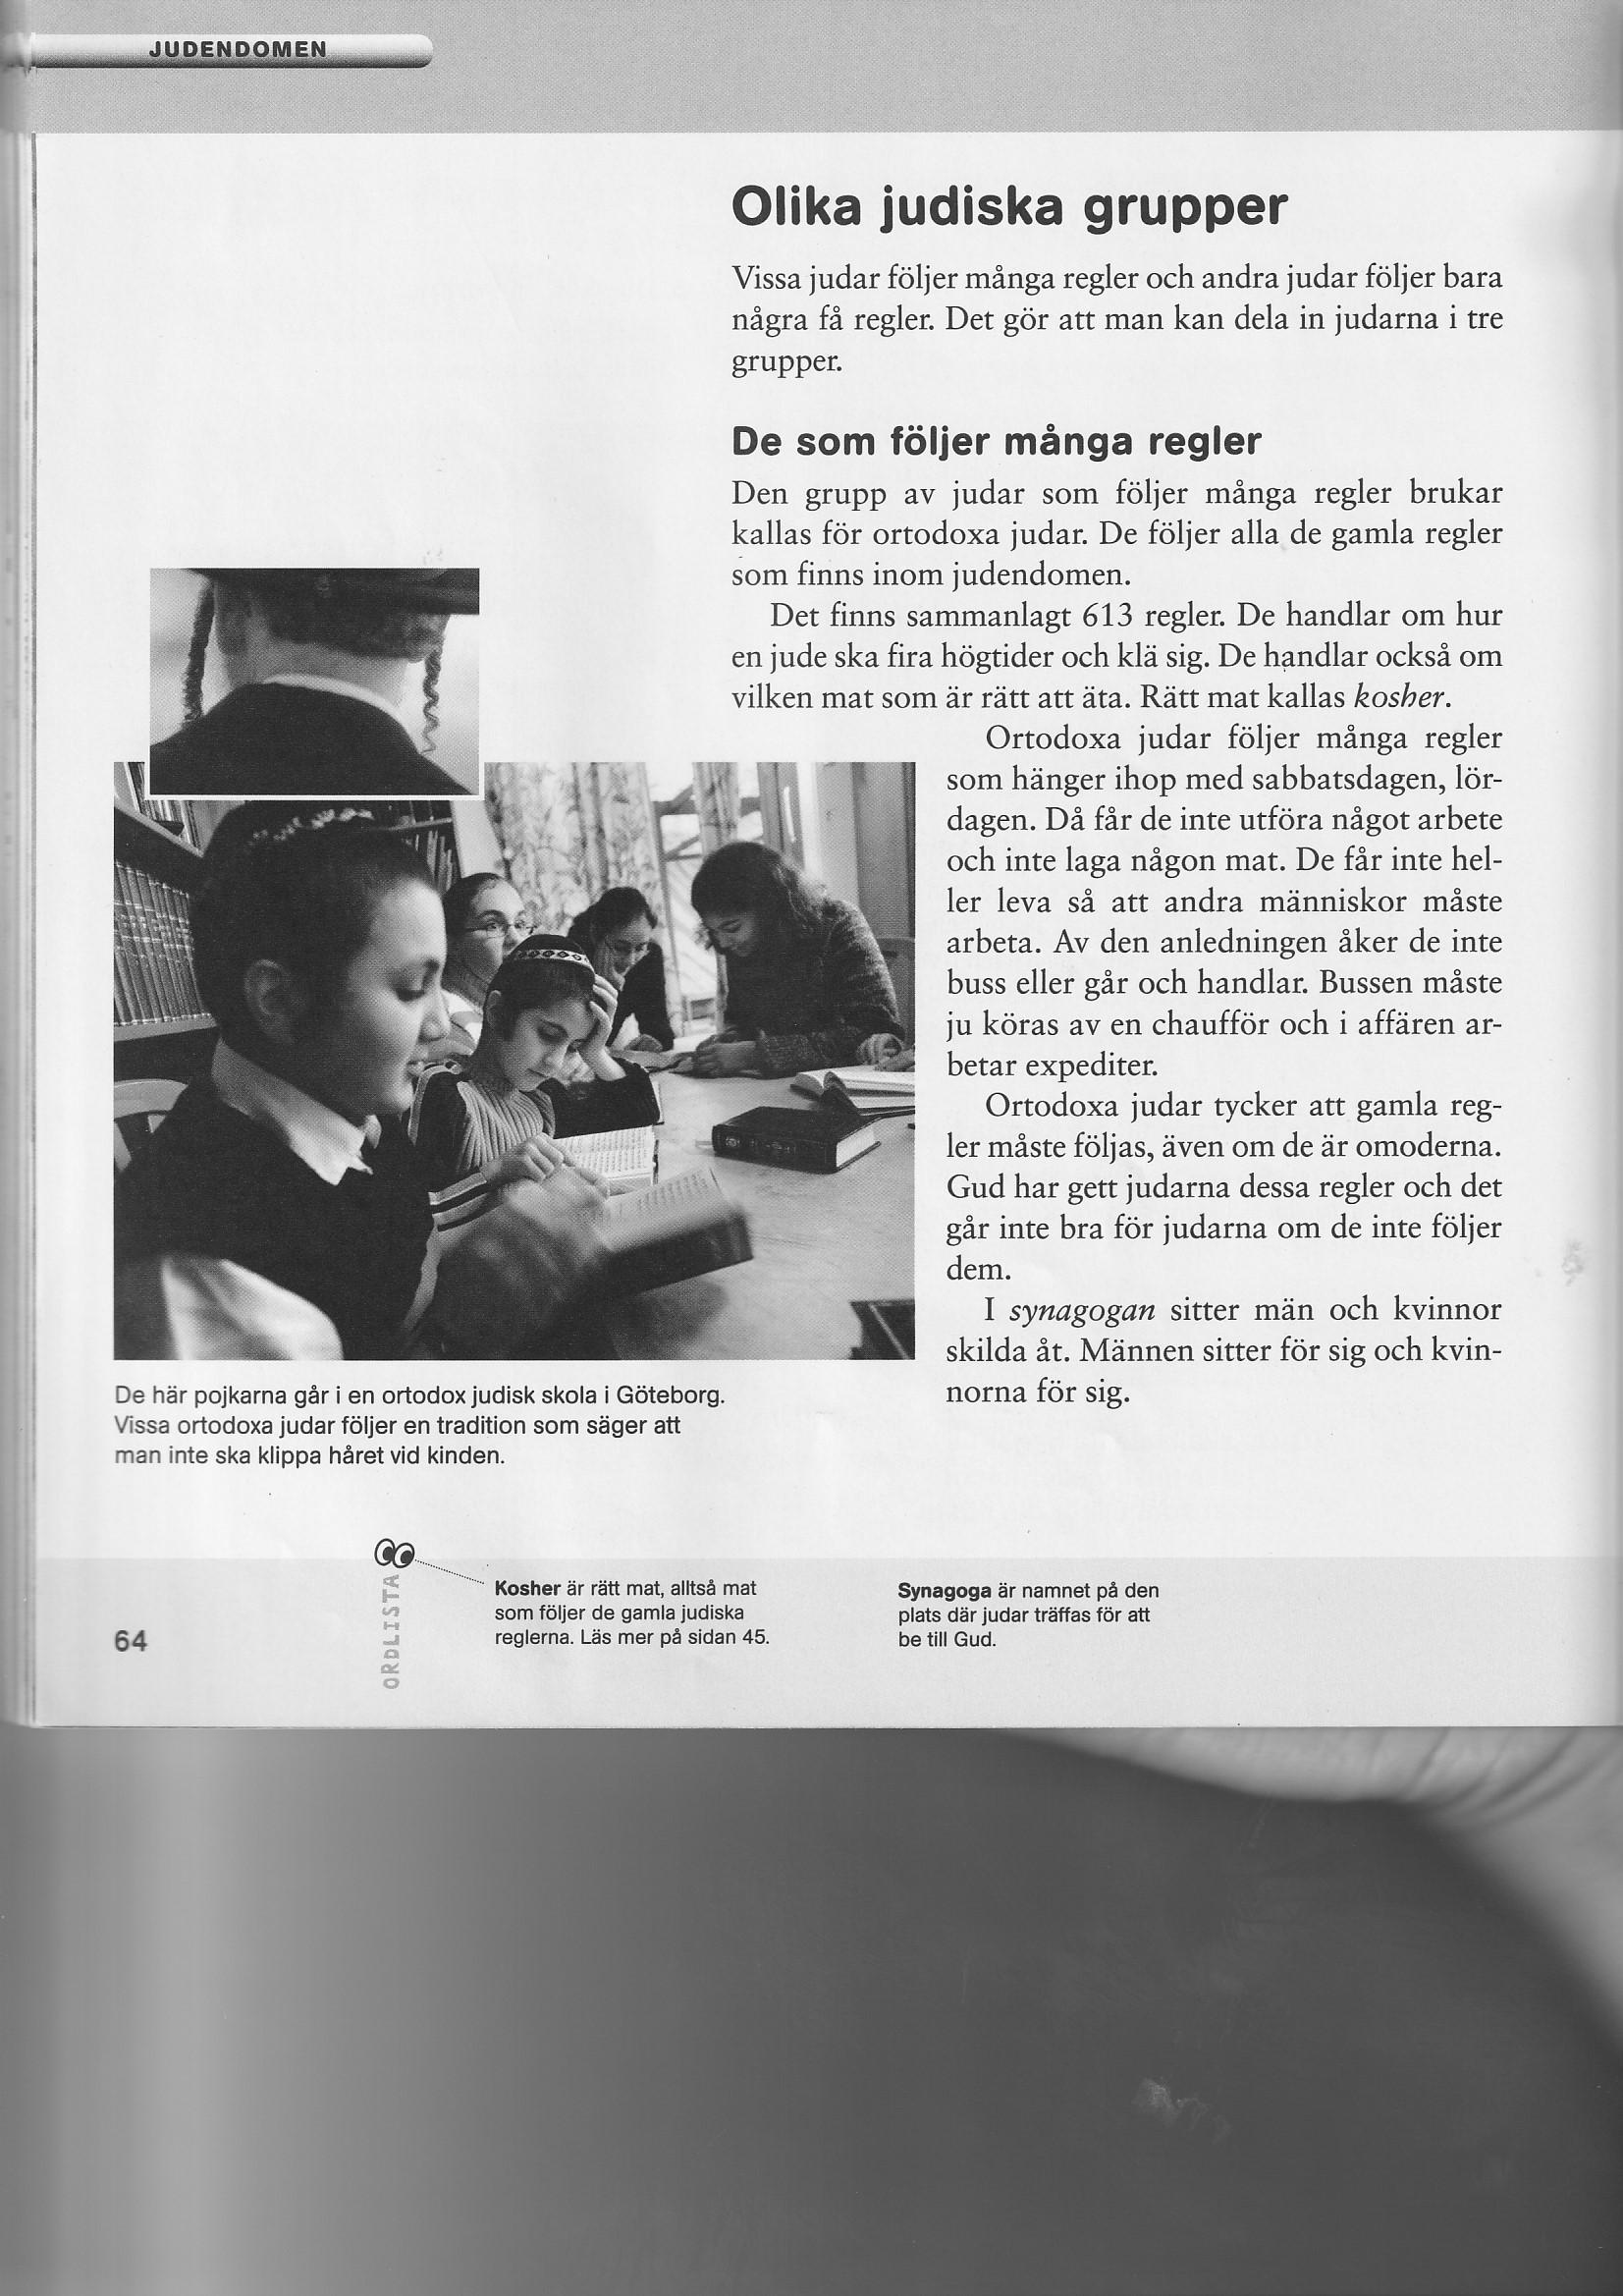 JUDENDOMEN
Olika judiska grupper
Vissa judar följer många regler och andra judar följer bara
några få regler. Det gör att man kan dela in judarna i tre
grupper.
De som följer många regler
Den grupp av judar som följer många regler brukar
kallas för ortodoxa judar. De följer alla de gamla regler
som finns inom judendomen.
Det finns sammanlagt 613 regler. De handlar om hur
en jude ska fira högtider och klä sig. De handlar också om
vilken mat som är rätt att äta. Rätt mat kallas kosher.
Ortodoxa judar följer många regler
som hänger ihop med sabbatsdagen, lör-
dagen. Då får de inte utföra något arbete
och inte laga någon mat. De får inte hel-
ler leva så att andra människor måste
arbeta. Av den anledningen åker de inte
buss eller går och handlar. Bussen måste
ju köras av en chaufför och i affären ar-
betar expediter.
Ortodoxa judar tycker att gamla reg-
ler måste följas, även om de är omoderna.
Gud har gett judarna dessa regler och det
går inte bra för judarna om de inte följer
dem.
I synagogan sitter män och kvinnor
skilda åt. Männen sitter för sig och kvin-
norna för sig.
De här pojkarna går i en ortodox judisk skola i Göteborg.
Vissa ortodoxa judar följer en tradition som säger att
man inte ska klippa håret vid kinden.
ORDLISTA
Kosher är rätt mat, alltså mat
som följer de gamla judiska
reglerna. Läs mer på sidan 45.
Synagoga är namnet på den
plats där judar träffas för att
be till Gud.
64